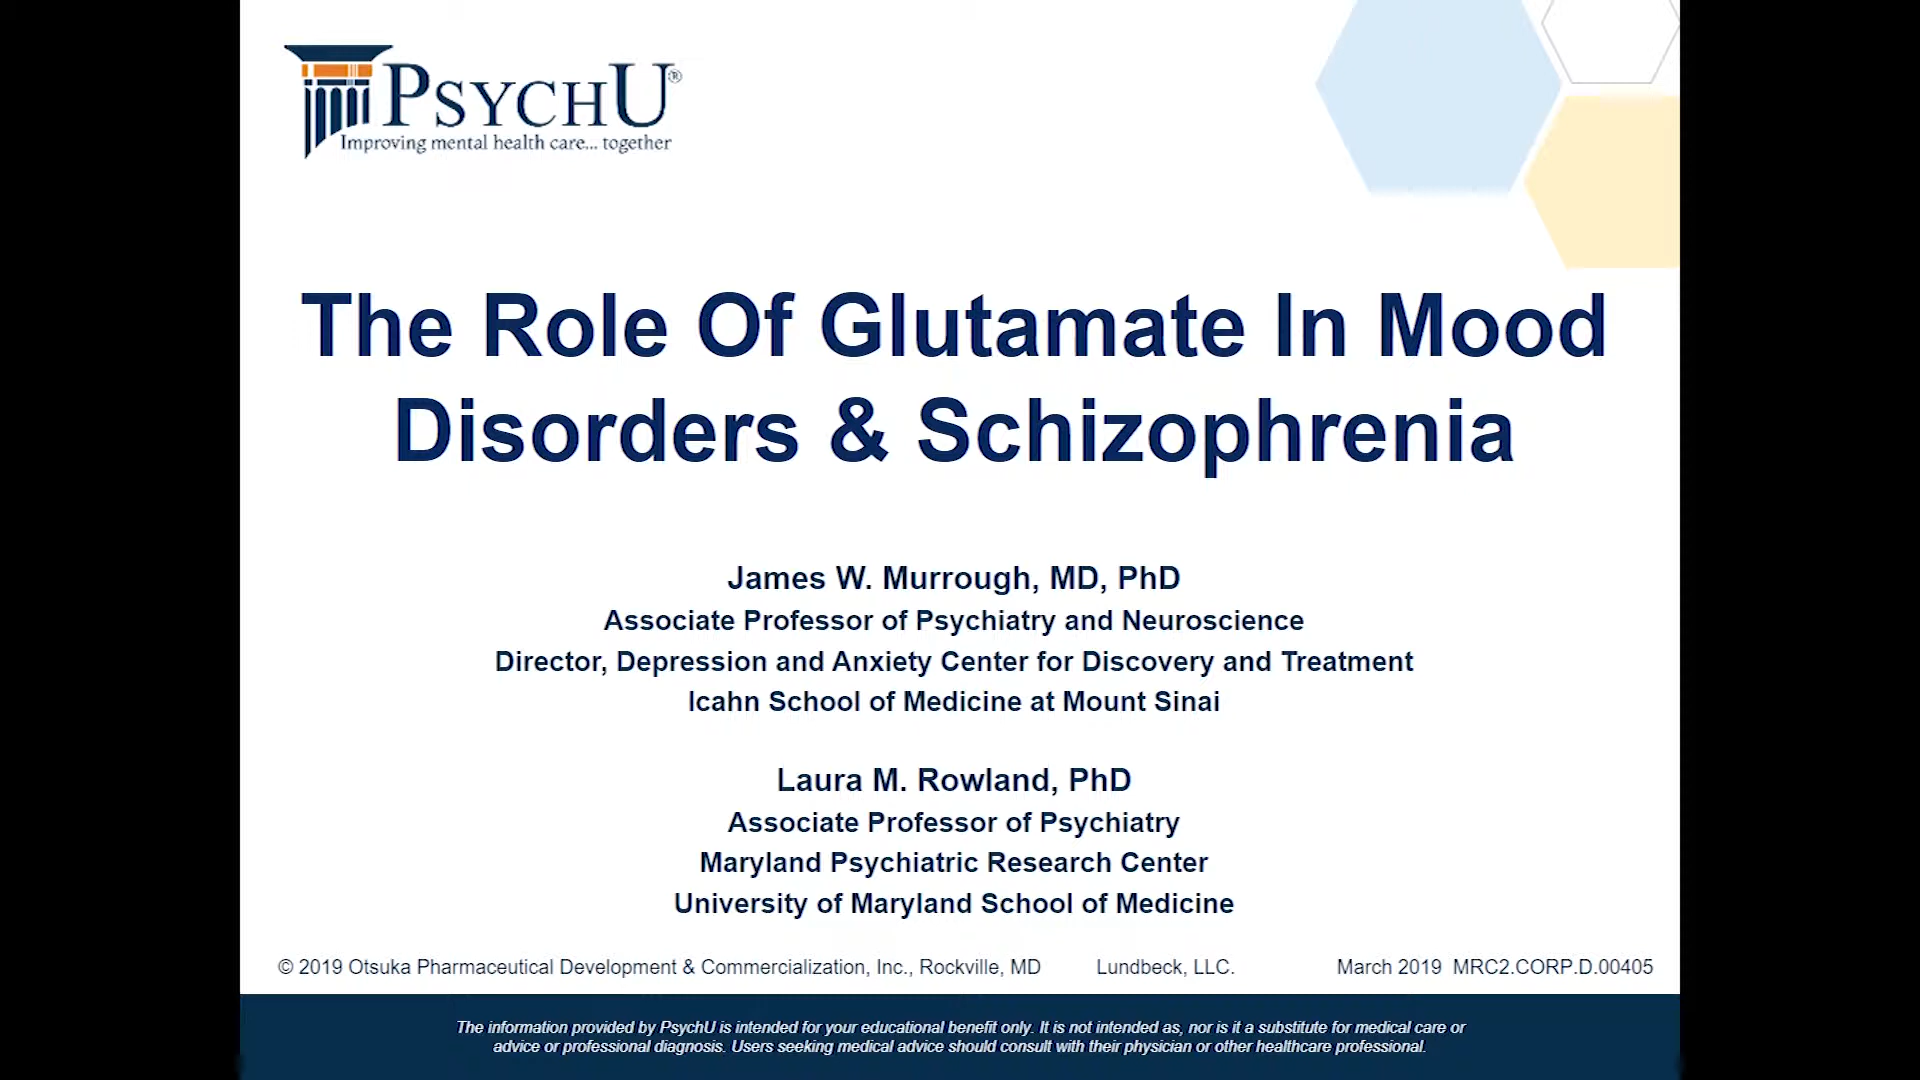 PSYCHU®
Improving mental health care... together
The Role Of Glutamate In Mood
Disorders & Schizophrenia
James W. Murrough, MD, PhD
Associate Professor of Psychiatry and Neuroscience
Director, Depression and Anxiety Center for Discovery and Treatment
Icahn School of Medicine at Mount Sinai
Laura M. Rowland, PhD
Associate Professor of Psychiatry
Maryland Psychiatric Research Center
University of Maryland School of Medicine
© 2019 Otsuka Pharmaceutical Development & Commercialization, Inc., Rockville, MD Lundbeck, LLC. March 2019 MRC2.CORP.D.00405
The information provided by PsychU is intended for your educational benefit only. It is not intended as, nor is it a substitute for medical care or
advice or professional diagnosis. Users seeking medical advice should consult with their physician or other healthcare professional.